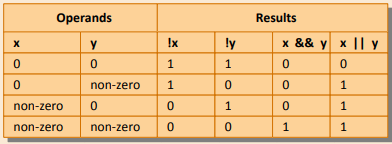 Operands Results
x y !x !y x && y x || y
0 0 1 1 0 0
0 non-zero 1 0 0 1
non-zero 0 0 1 0 1
non-zero non-zero 0 0 1 1